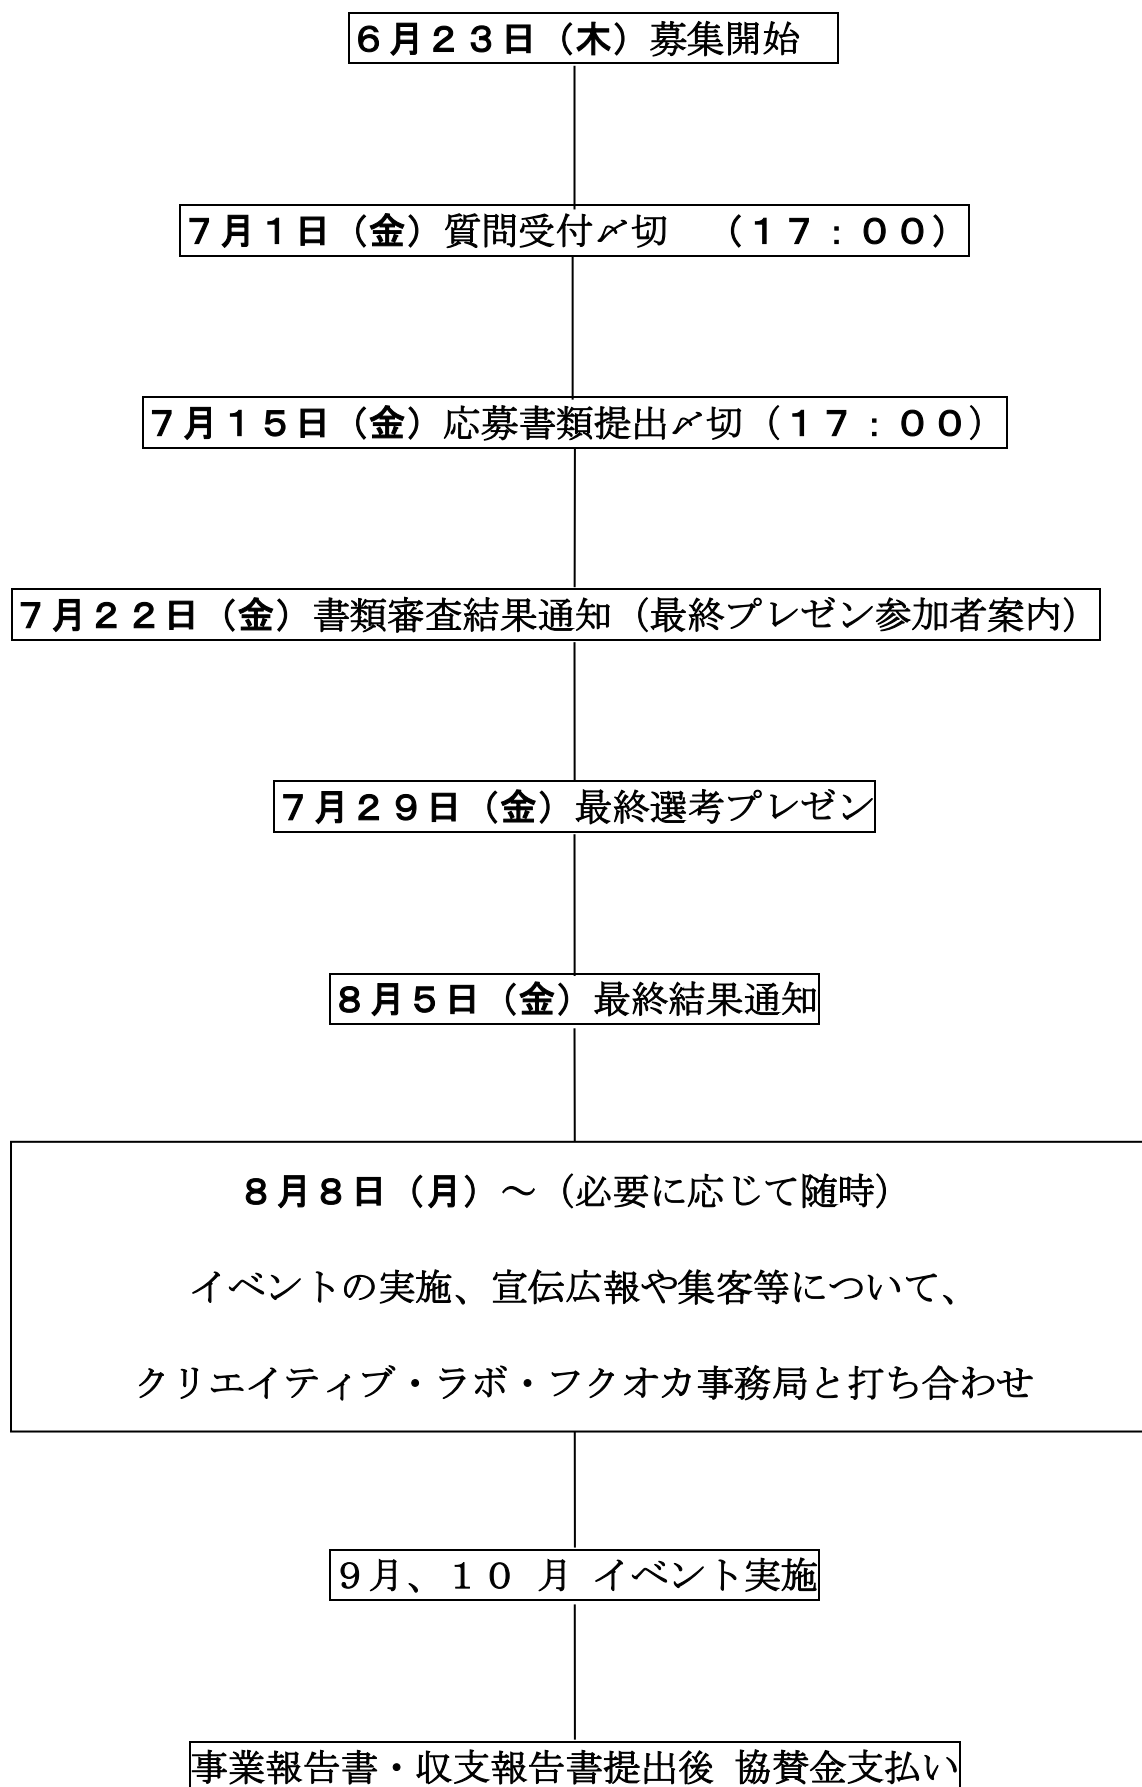 ６月２３日（木）募集開始
７月１日（金）質問受付〆切　（１７：００）
７月１５日（金）応募書類提出〆切（１７：００）
７月２２日（金）書類審査結果通知（最終プレゼン参加者案内）
７月２９日（金）最終選考プレゼン
８月５日（金）最終結果通知
８月８日（月）～（必要に応じて随時）
イベントの実施、宣伝広報や集客等について、
クリエイティブ・ラボ・フクオカ事務局と打ち合わせ
９月、１０ 月 イベント実施
事業報告書・収支報告書提出後 協賛金支払い